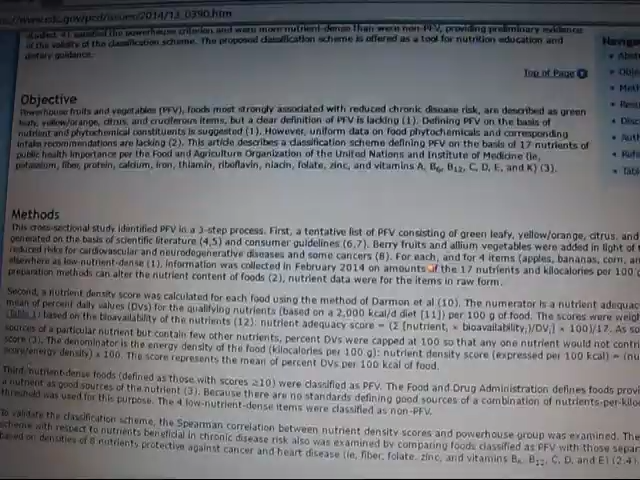 www.cdc.gov/pcd/issues/2014/13_0390.htm
studied, 41 satisfied the powerhouse criterion and were more nutrient-dense than were non-PFV, providing preliminary evidence
of the validity of the classification scheme. The proposed classification scheme is offered as a tool for nutrition education and
dietary guidance.
Top of Page
Objective
Powerhouse fruits and vegetables (PFV), foods most strongly associated with reduced chronic disease risk, are described as green
leafy, yellow/orange, citrus, and cruciferous items, but a clear definition of PFV is lacking (1). Defining PFV on the basis of
nutrient and phytochemical constituents is suggested (1). However, uniform data on food phytochemicals and corresponding
intake recommendations are lacking (2). This article describes a classification scheme defining PFV on the basis of 17 nutrients of
public health importance per the Food and Agriculture Organization of the United Nations and Institute of Medicine (ie,
potassium, fiber, protein, calcium, iron, thiamin, riboflavin, niacin, folate, zinc, and vitamins A, B6, B12, C, D, E, and K) (3).
Methods
This cross-sectional study identified PFV in a 3-step process. First, a tentative list of PFV consisting of green leafy, yellow/orange, citrus, and
generated on the basis of scientific literature (4,5) and consumer guidelines (6,7). Berry fruits and allium vegetables were added in light of
reduced risks for cardiovascular and neurodegenerative diseases and some cancers (8). For each, and for 4 items (apples, bananas, corn, an
elsewhere as low-nutrient-dense (1), information was collected in February 2014 on amounts of the 17 nutrients and kilocalories per 100
preparation methods can alter the nutrient content of foods (2), nutrient data were for the items in raw form.
Second, a nutrient density score was calculated for each food using the method of Darmon et al (10). The numerator is a nutrient adequac
mean of percent daily values (DVs) for the qualifying nutrients (based on a 2,000 kcal/d diet [11]) per 100 g of food. The scores were weigh
(Table 1) based on the bioavailability of the nutrients (12): nutrient adequacy score = (Σ [nutrient, × bioavailability,)/DV,] × 100)/17. As so
sources of a particular nutrient but contain few other nutrients, percent DVs were capped at 100 so that any one nutrient would not contri
score (3). The denominator is the energy density of the food (kilocalories per 100 g): nutrient density score (expressed per 100 kcal) = (nu
score/energy density) x 100. The score represents the mean of percent DVs per 100 kcal of food.
Third, nutrient-dense foods (defined as those with scores ≥10) were classified as PFV. The Food and Drug Administration defines foods provi
a nutrient as good sources of the nutrient (3). Because there are no standards defining good sources of a combination of nutrients-per-kilo
threshold was used for this purpose. The 4 low-nutrient-dense items were classified as non-PFV.
To validate the classification scheme, the Spearman correlation between nutrient density scores and powerhouse group was examined. The
scheme with respect to nutrients beneficial in chronic disease risk also was examined by comparing foods classified as PFV with those separ
based on densities of 8 nutrients protective against cancer and heart disease (ie, fiber, folate, zinc, and vitamins B6, B12, C, D, and E) (2,4)
Naviga
Abst
Obje
Meth
Resu
Disc
Auth
Refe
Tabl